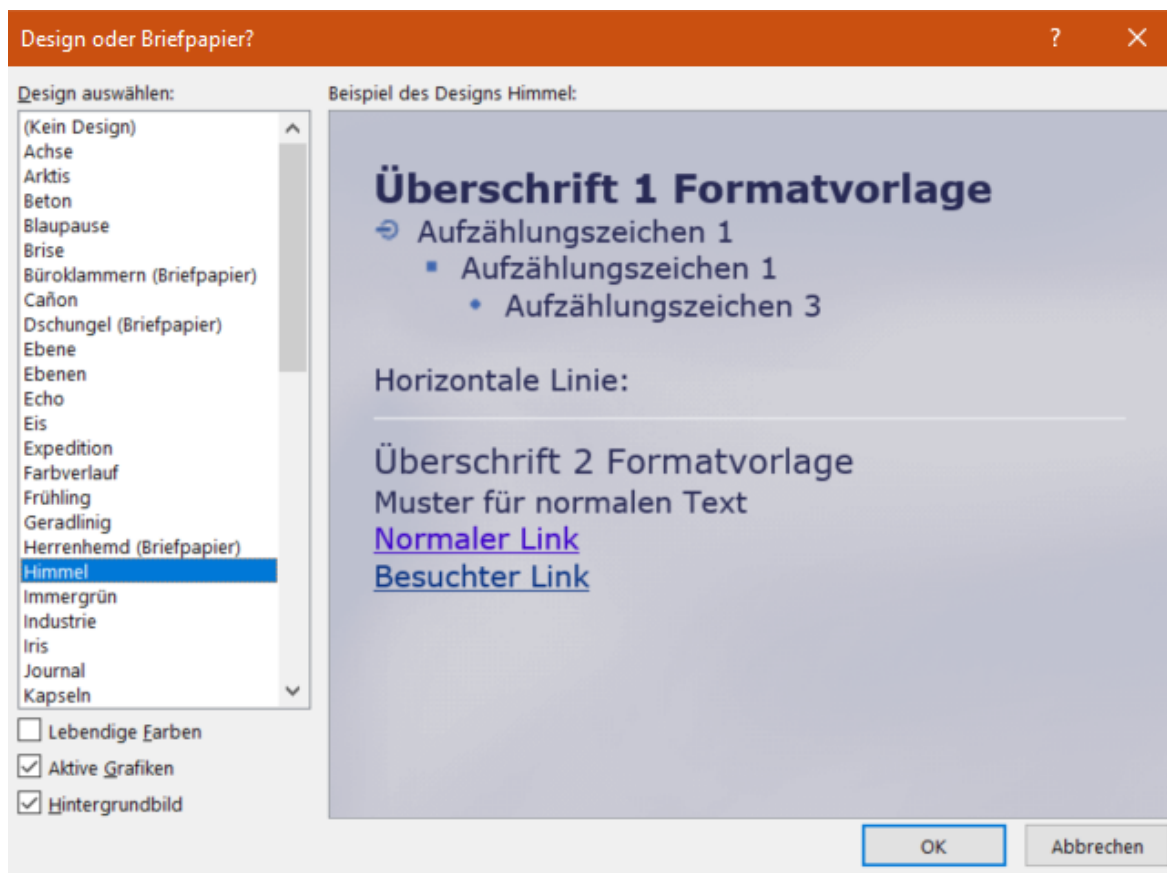 Design oder Briefpapier?
Design auswählen:
Beispiel des Designs Himmel:
(Kein Design)
Achse
Arktis
Beton
Blaupause
Brise
Büroklammern (Briefpapier)
Cañon
Dschungel (Briefpapier)
Ebene
Ebenen
Echo
Eis
Expedition
Farbverlauf
Frühling
Geradlinig
Herrenhemd (Briefpapier)
Himmel
Immergrün
Industrie
Iris
Journal
Kapseln
Lebendige Farben
Aktive Grafiken
Hintergrundbild
Überschrift 1 Formatvorlage
Aufzählungszeichen 1
Aufzählungszeichen 1
Aufzählungszeichen 3
Horizontale Linie:
Überschrift 2 Formatvorlage
Muster für normalen Text
Normaler Link
Besuchter Link
OK
Abbrechen